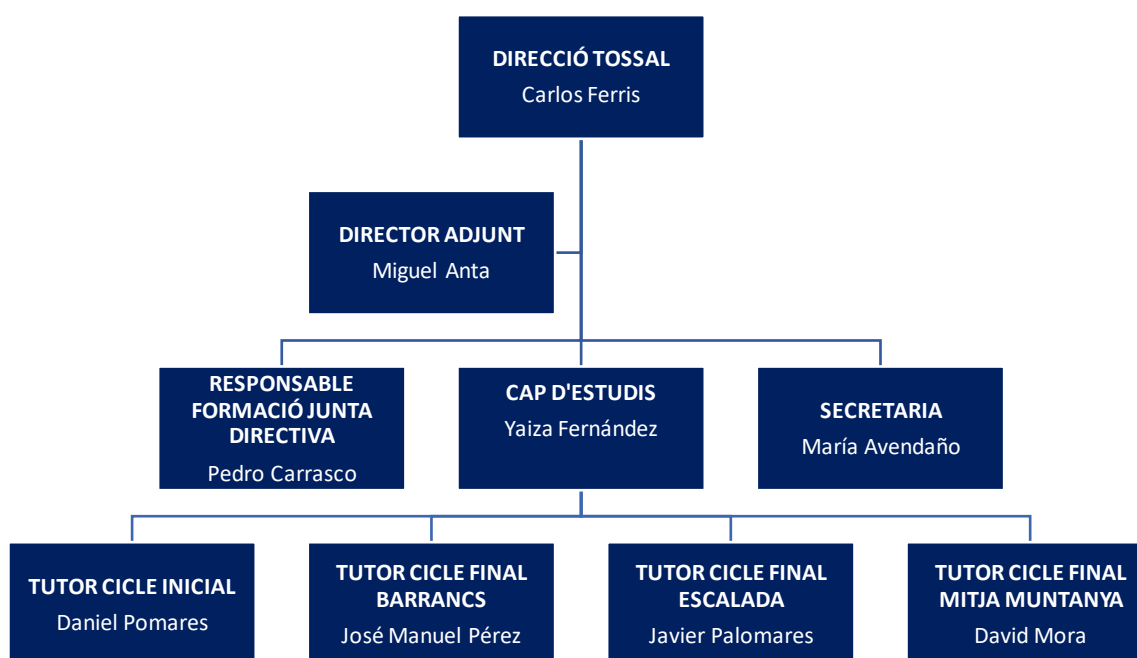 DIRECCIÓ TOSSAL
Carlos Ferris
DIRECTOR ADJUNT
Miguel Anta
RESPONSABLE
FORMACIÓ JUNTA
DIRECTIVA
Pedro Carrasco
CAP D'ESTUDIS
Yaiza Fernández
SECRETARIA
María Avendaño
TUTOR CICLE INICIAL
Daniel Pomares
TUTOR CICLE FINAL
BARRANCS
José Manuel Pérez
TUTOR CICLE FINAL
ESCALADA
Javier Palomares
TUTOR CICLE FINAL
MITJA MUNTANYA
David Mora